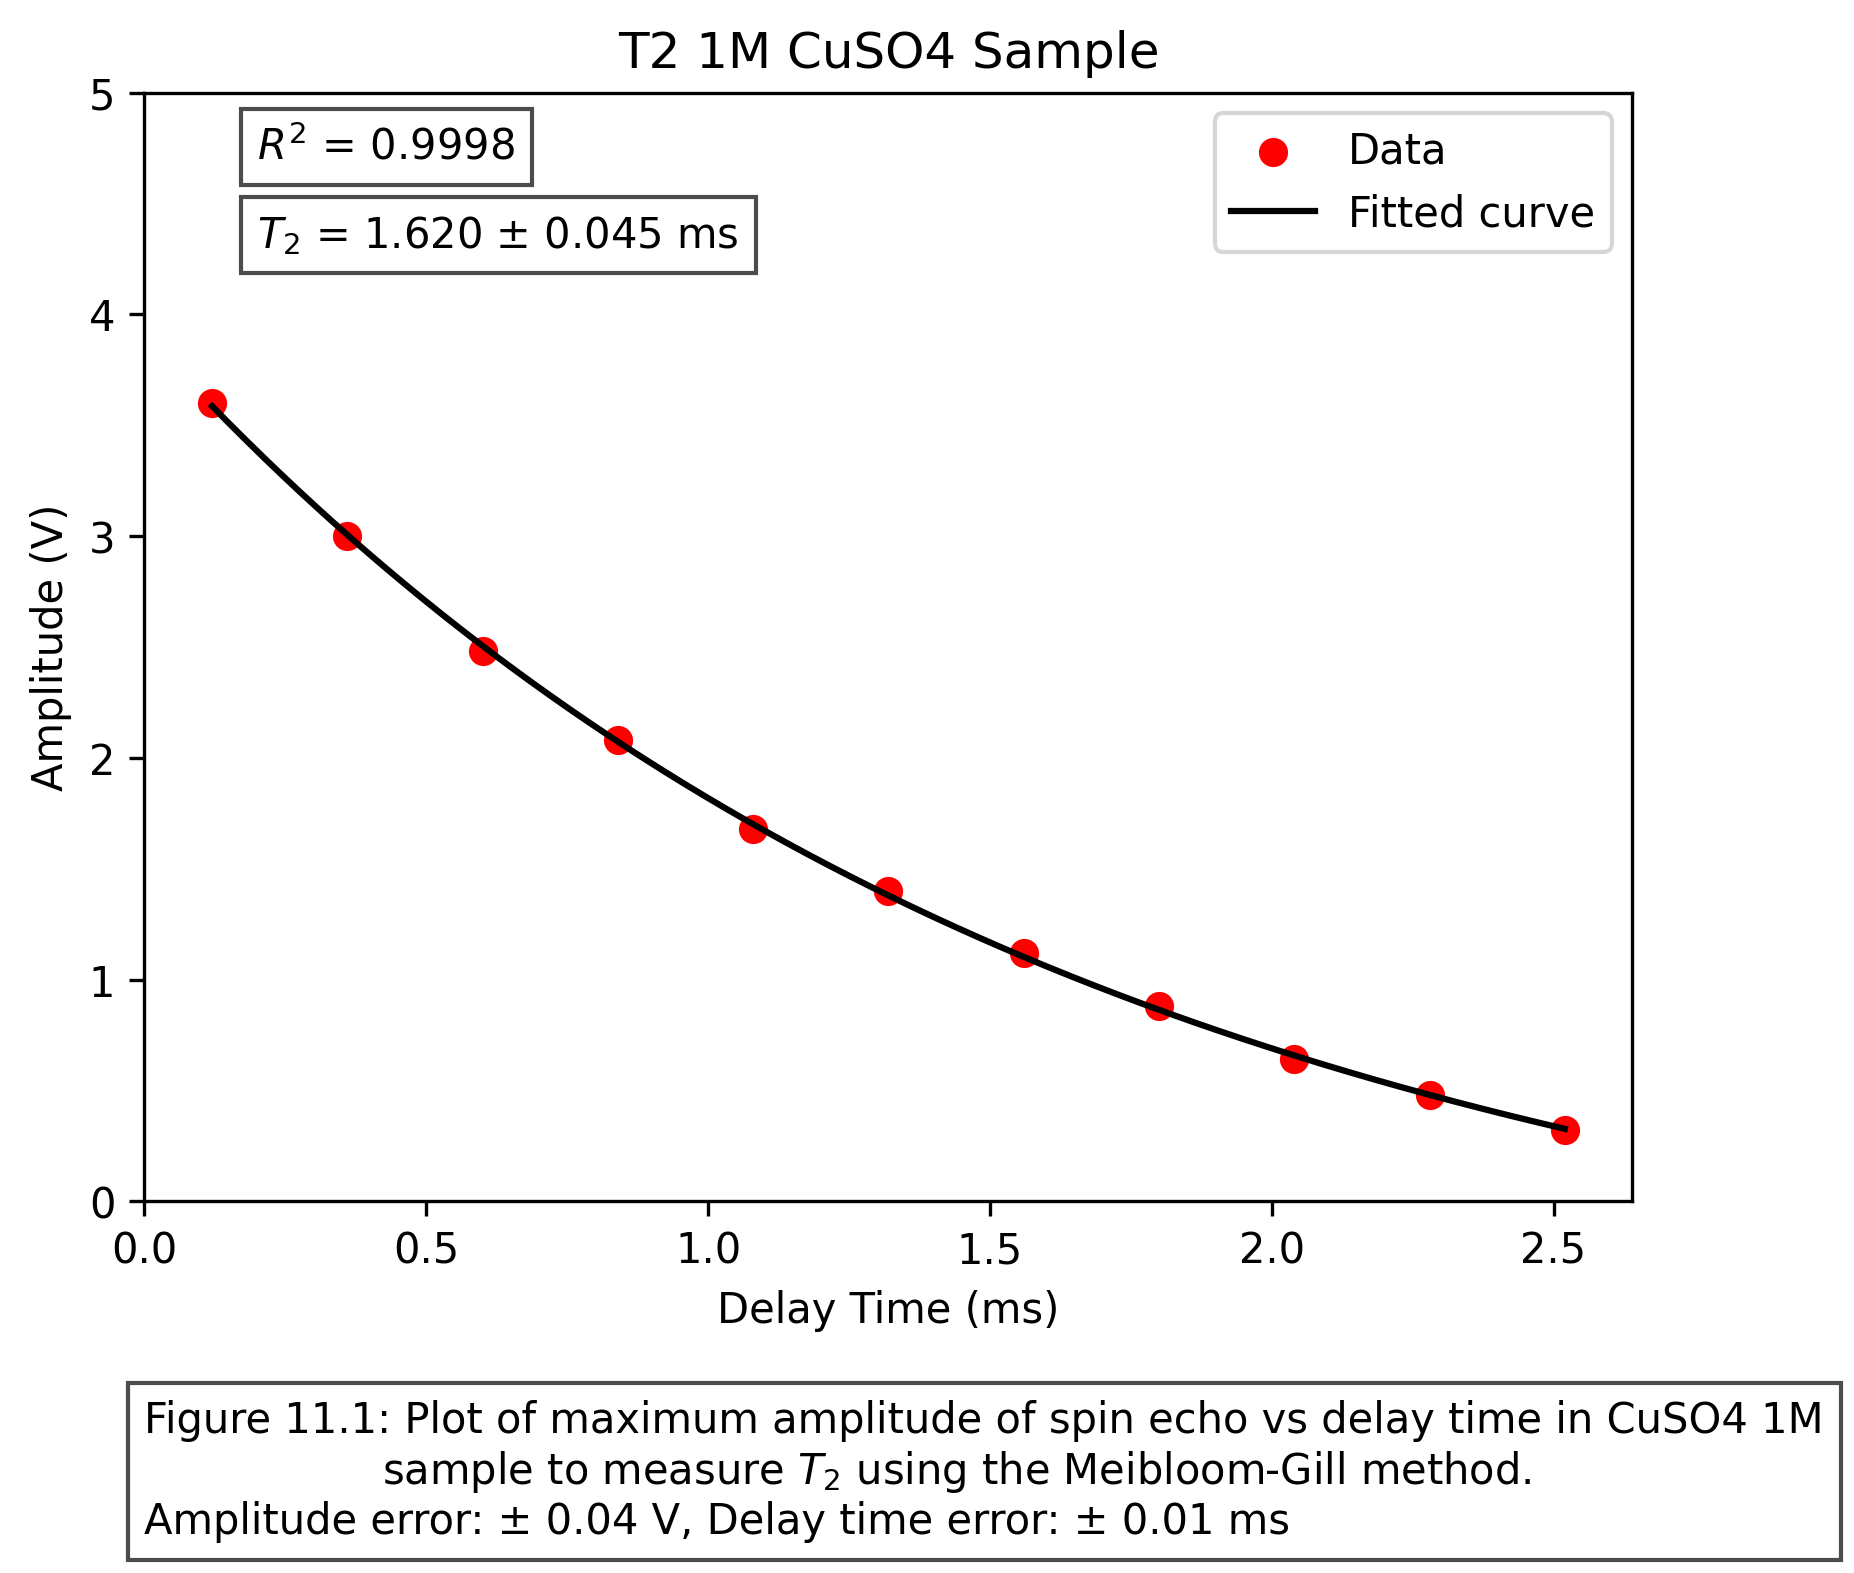 T2 1M CuSO4 Sample
R² = 0.9998
T₂ = 1.620 ± 0.045 ms
Data
Fitted curve
5
4
3
2
1
0
Amplitude (V)
0.0 0.5 1.0 1.5 2.0 2.5
Delay Time (ms)
Figure 11.1: Plot of maximum amplitude of spin echo vs delay time in CuSO4 1M
sample to measure T₂ using the Meibloom-Gill method.
Amplitude error: ± 0.04 V, Delay time error: ± 0.01 ms